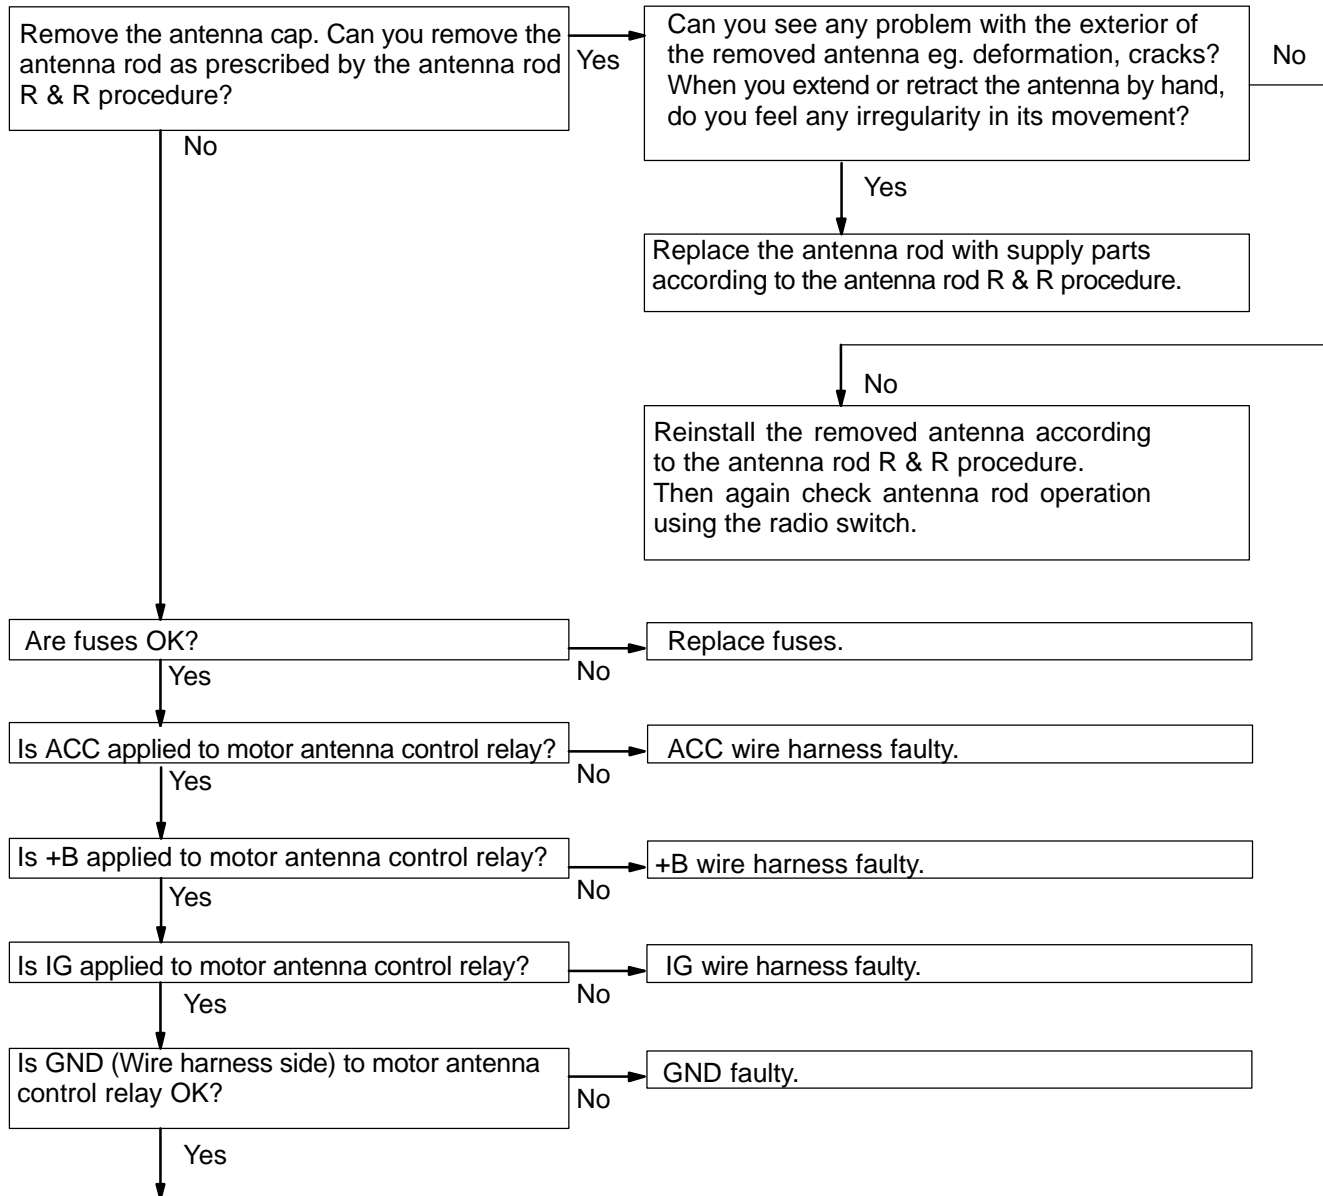 Remove the antenna cap. Can you remove the
antenna rod as prescribed by the antenna rod
R & R procedure?
Yes
Can you see any problem with the exterior of
the removed antenna eg. deformation, cracks?
When you extend or retract the antenna by hand,
do you feel any irregularity in its movement?
No
No
Yes
Replace the antenna rod with supply parts
according to the antenna rod R & R procedure.
No
Reinstall the removed antenna according
to the antenna rod R & R procedure.
Then again check antenna rod operation
using the radio switch.
Are fuses OK?
No
Replace fuses.
Yes
Is ACC applied to motor antenna control relay?
No
ACC wire harness faulty.
Yes
Is +B applied to motor antenna control relay?
No
+B wire harness faulty.
Yes
Is IG applied to motor antenna control relay?
No
IG wire harness faulty.
Yes
Is GND (Wire harness side) to motor antenna
control relay OK?
No
GND faulty.
Yes